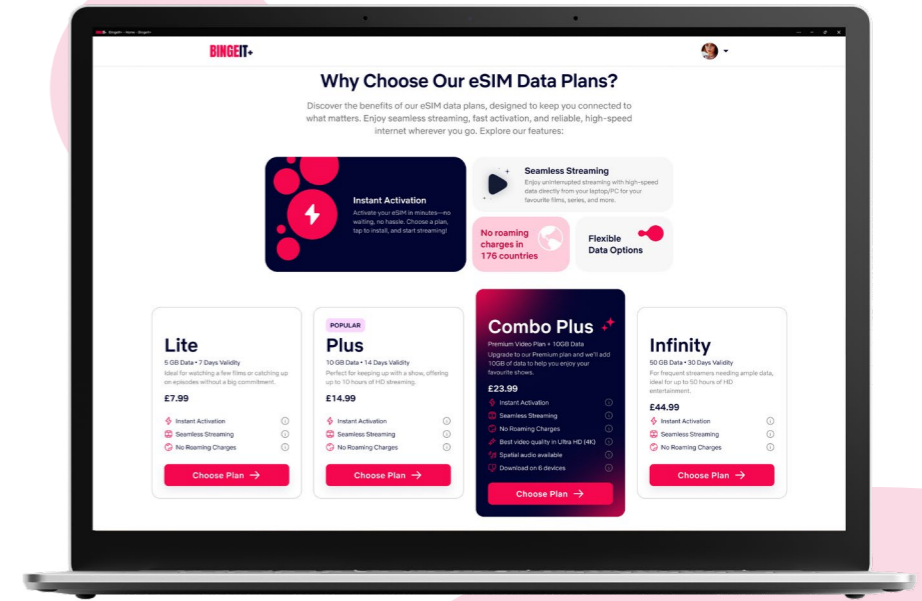 BINGEIT+
Why Choose Our eSIM Data Plans?
Discover the benefits of our eSIM data plans, designed to keep you connected to
what matters. Enjoy seamless streaming, fast activation, and reliable, high-speed
internet wherever you go. Explore our features:
Instant Activation
Activate your eSIM in minutes—no
waiting, no hassle. Choose a plan,
tap to install, and start streaming!
Seamless Streaming
Enjoy uninterrupted streaming with high-speed
data directly from your laptop/PC for your
favourite films, series, and more.
No roaming
charges in
176 countries
Flexible
Data Options
Lite
5 GB Data • 7 Days Validity
Ideal for watching a few films or catching up
on episodes without a big commitment.
£7.99
Instant Activation
Seamless Streaming
No Roaming Charges
Choose Plan →
POPULAR
Plus
10 GB Data • 14 Days Validity
Perfect for keeping up with a show, offering
up to 10 hours of HD streaming.
£14.99
Instant Activation
Seamless Streaming
No Roaming Charges
Choose Plan →
Combo Plus
Premium Video Plan + 10GB Data
Upgrade to our Premium plan and we'll add
10GB of data to help you enjoy your
favourite shows.
£23.99
Instant Activation
Seamless Streaming
No Roaming Charges
Best video quality in Ultra HD (4K)
Spatial audio available
Download on 6 devices
Choose Plan →
Infinity
50 GB Data • 30 Days Validity
For frequent streamers needing ample data,
ideal for up to 50 hours of HD
entertainment.
£44.99
Instant Activation
Seamless Streaming
No Roaming Charges
Choose Plan →